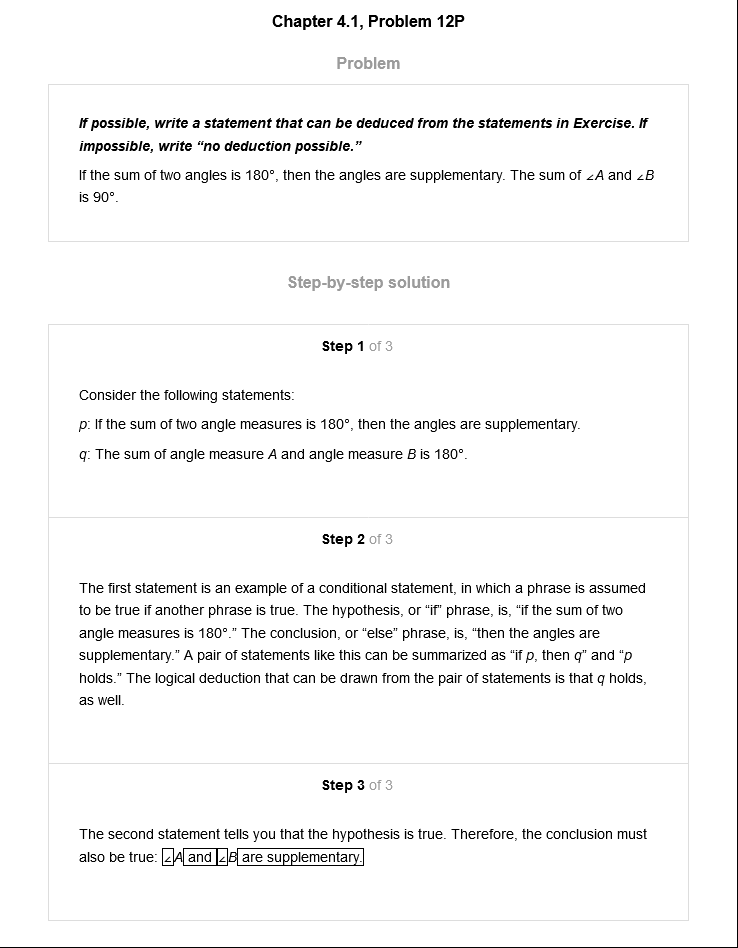 Chapter 4.1, Problem 12P
Problem
If possible, write a statement that can be deduced from the statements in Exercise. If
impossible, write “no deduction possible.”
If the sum of two angles is 180°, then the angles are supplementary. The sum of ∠A and ∠B
is 90°.
Step-by-step solution
Step 1 of 3
Consider the following statements:
p: If the sum of two angle measures is 180°, then the angles are supplementary.
q: The sum of angle measure A and angle measure B is 180°.
Step 2 of 3
The first statement is an example of a conditional statement, in which a phrase is assumed
to be true if another phrase is true. The hypothesis, or “if” phrase, is, “if the sum of two
angle measures is 180°.” The conclusion, or “else” phrase, is, “then the angles are
supplementary.” A pair of statements like this can be summarized as “if p, then q” and “p
holds.” The logical deduction that can be drawn from the pair of statements is that q holds,
as well.
Step 3 of 3
The second statement tells you that the hypothesis is true. Therefore, the conclusion must
also be true: ∠A and ∠B are supplementary.